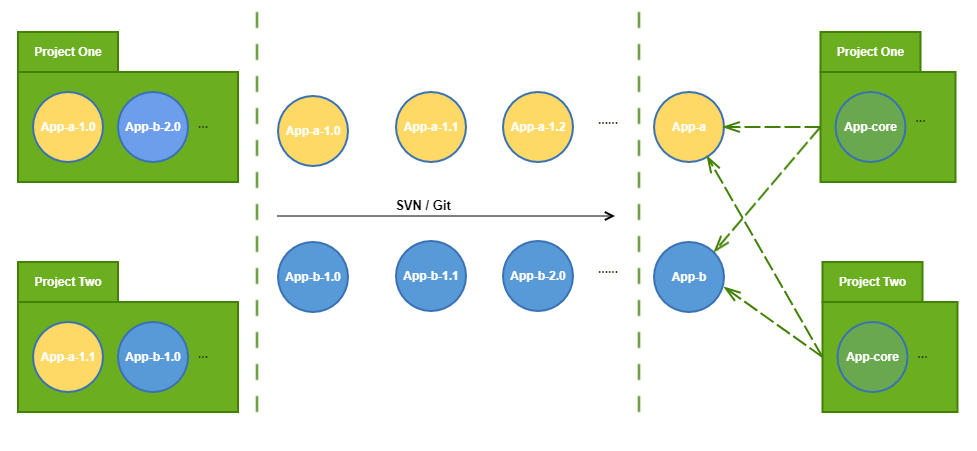 Project One
App-a-1.0
App-b-2.0
...
Project Two
App-a-1.1
App-b-1.0
...
App-a-1.0
App-a-1.1
App-a-1.2
......
SVN / Git
App-b-1.0
App-b-1.1
App-b-2.0
......
App-a
App-b
Project One
App-core
...
Project Two
App-core
...